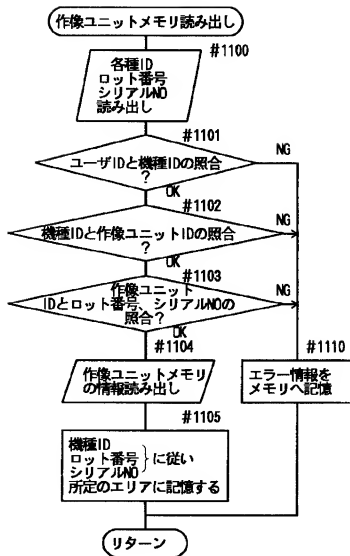 作像ユニットメモリ読み出し
#1100
各種ID
ロット番号
シリアルNO
読み出し
#1101
NG
ユーザIDと機種IDの照合
?
OK
#1102
NG
機種IDと作像ユニットIDの照合
?
OK
#1103
作像ユニット
NG
IDとロット番号、シリアルNOの
照合?
OK
#1104
#1110
作像ユニットメモリ
の情報読み出し
エラー情報を
メモリへ記憶
#1105
機種ID
ロット番号}に従い
シリアルNO
所定のエリアに記憶する
リターン